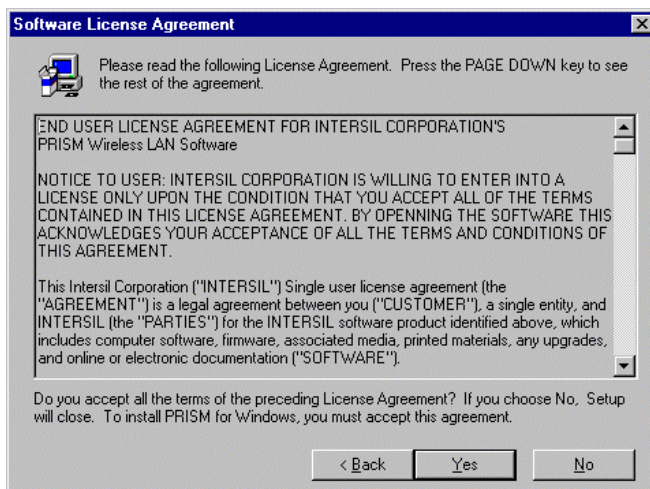 Software License Agreement
Please read the following License Agreement. Press the PAGE DOWN key to see
the rest of the agreement.
END USER LICENSE AGREEMENT FOR INTERSIL CORPORATION'S
PRISM Wireless LAN Software
NOTICE TO USER: INTERSIL CORPORATION IS WILLING TO ENTER INTO A
LICENSE ONLY UPON THE CONDITION THAT YOU ACCEPT ALL OF THE TERMS
CONTAINED IN THIS LICENSE AGREEMENT. BY OPENNING THE SOFTWARE THIS
ACKNOWLEDGES YOUR ACCEPTANCE OF ALL THE TERMS AND CONDITIONS OF
THIS AGREEMENT.
This Intersil Corporation ("INTERSIL") Single user license agreement (the
"AGREEMENT") is a legal agreement between you ("CUSTOMER"), a single entity, and
INTERSIL (the "PARTIES") for the INTERSIL software product identified above, which
includes computer software, firmware, associated media, printed materials, any upgrades,
and online or electronic documentation ("SOFTWARE").
Do you accept all the terms of the preceding License Agreement? If you choose No, Setup
will close. To install PRISM for Windows, you must accept this agreement.
< Back
Yes
No